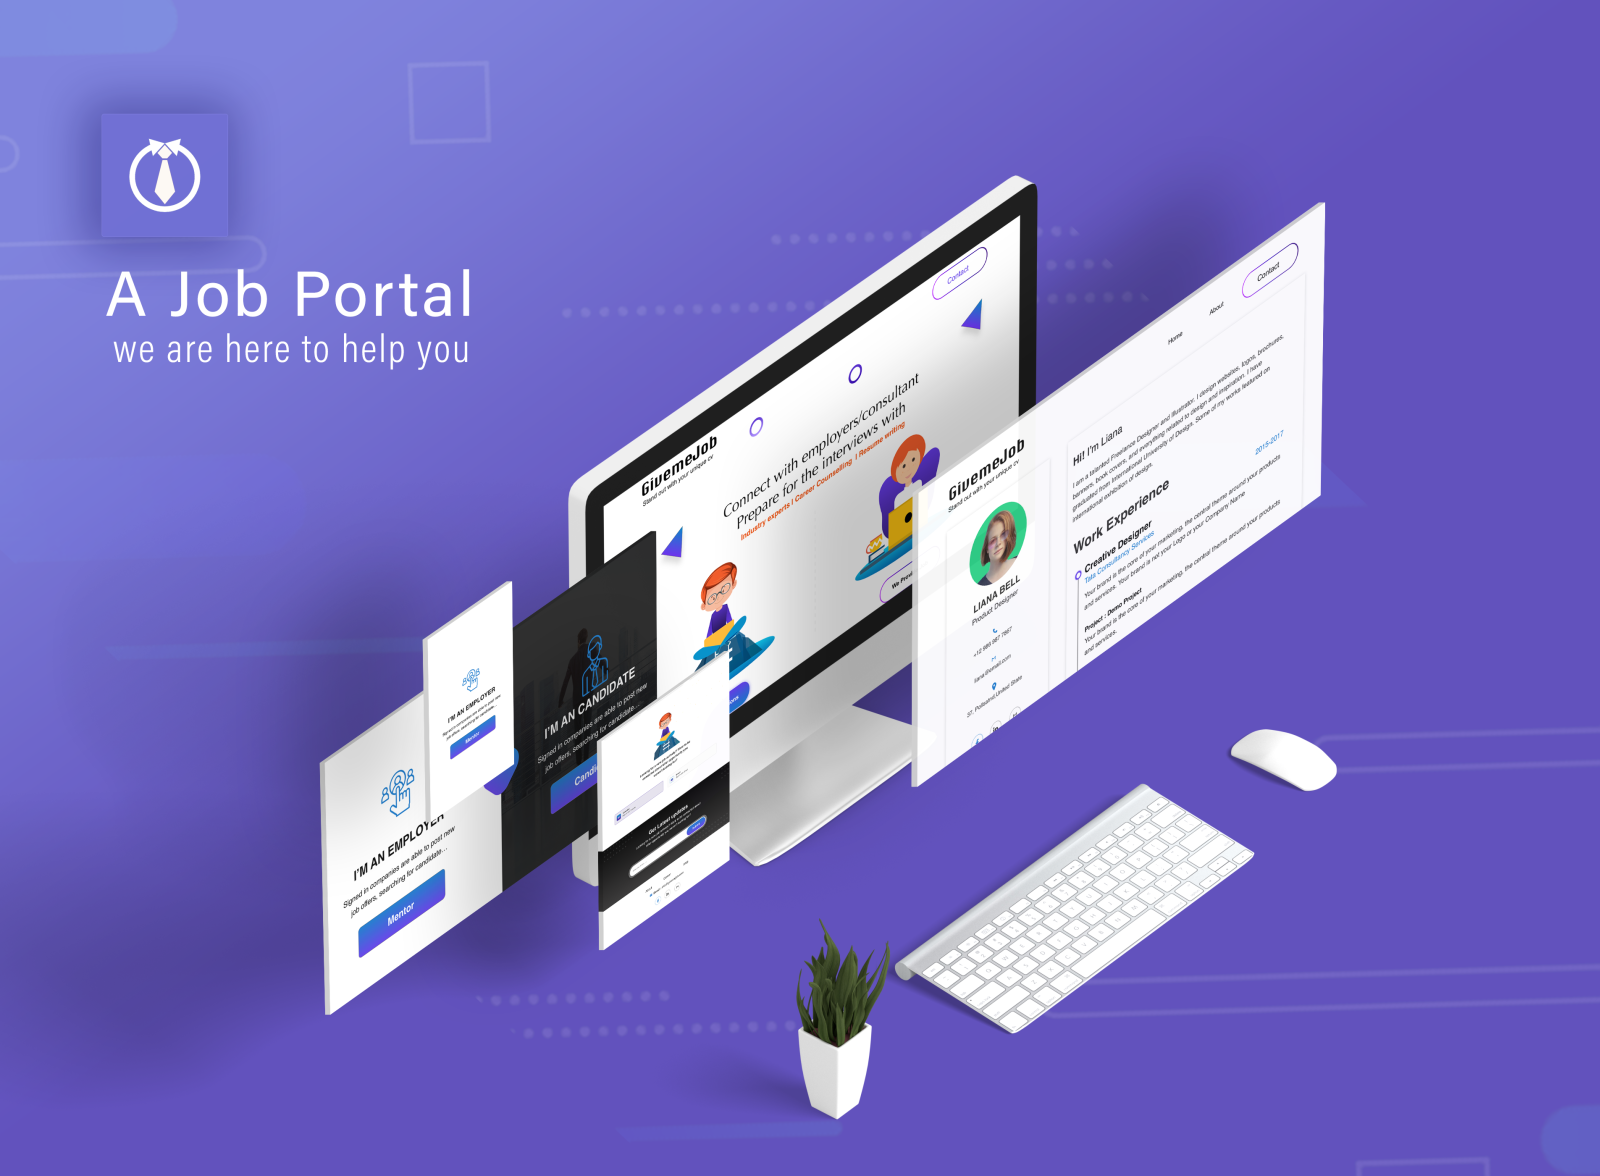 A Job Portal
we are here to help you
Contact
GivemeJob
Stand out with your unique cv
Connect with employers/consultant
Prepare for the interviews with
Industry experts I Career Counselling I Resume writing
We Provi
Home
About
Contact
GivemeJob
Stand out with your unique cv
LIANA BELL
Product Designer
liana@email.com
ST. Pollsaind United State
Hi! I'm Liana
I am a talented Freelance Designer and Illustrator. I design websites, logos, brochures,
banners, book covers, and everything related to design and inspiration. I have
graduated from International University of Design. Some of my works featured on
international exhibition of design.
Work Experience
2015-2017
Creative Designer
Tata Consultancy Services
Your brand is the core of your marketing, the central theme around your products
and services. Your brand is not your Logo or your Company Name
Project : Demo Project
Your brand is the core of your marketing, the central theme around your products
and services.
I'M AN EMPLOYER
Signed in companies are able to post new
job offers, searching for candidate...
Mentor
I'M AN CANDIDATE
Signed in companies are able to post new
job offers, searching for candidate...
Candi
I'M AN EMPLOYER
Signed in companies are able to post new
job offers, searching for candidate...
Mentor
Get Latest updates